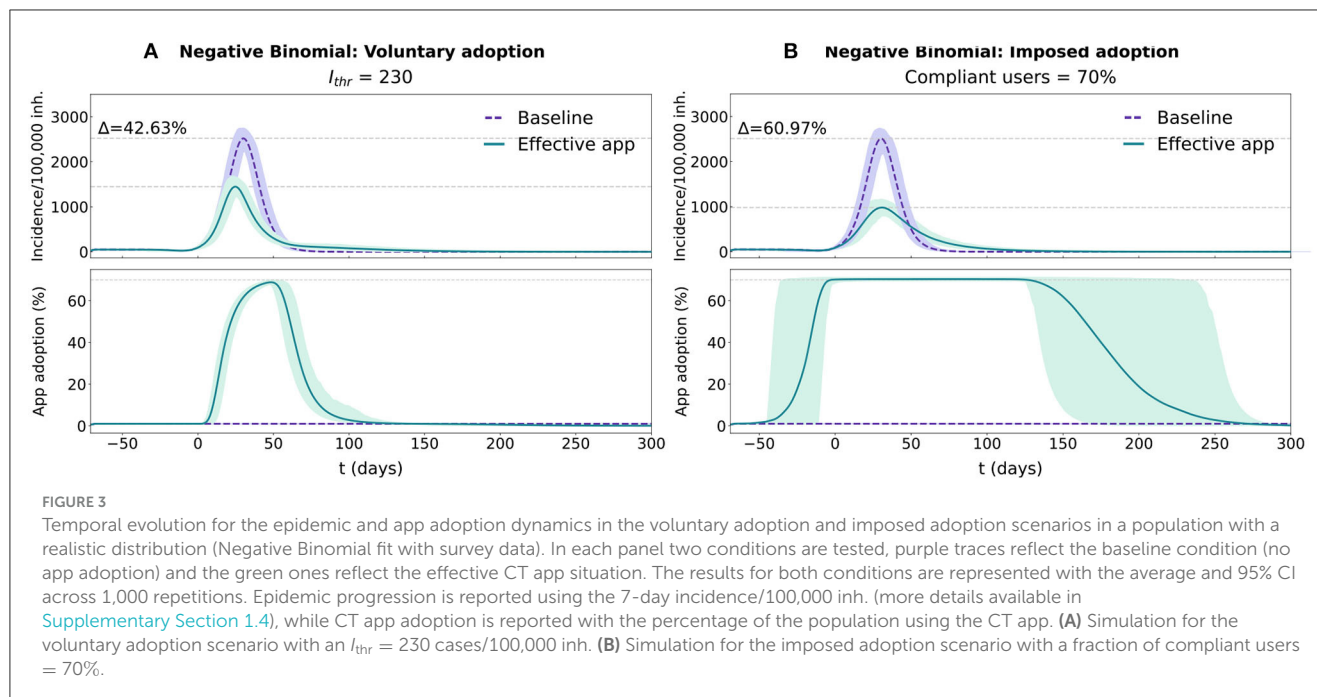 A Negative Binomial: Voluntary adoption
I_thr = 230
Incidence/100,000 inh.
3000
2000
1000
0
Δ=42.63%
Baseline
Effective app
App adoption (%)
60
40
20
0
−50 0 50 100 150 200 250 300
t (days)
B Negative Binomial: Imposed adoption
Compliant users = 70%
Incidence/100,000 inh.
3000
2000
1000
0
Δ=60.97%
Baseline
Effective app
App adoption (%)
60
40
20
0
−50 0 50 100 150 200 250 300
t (days)
FIGURE 3
Temporal evolution for the epidemic and app adoption dynamics in the voluntary adoption and imposed adoption scenarios in a population with a
realistic distribution (Negative Binomial fit with survey data). In each panel two conditions are tested, purple traces reflect the baseline condition (no
app adoption) and the green ones reflect the effective CT app situation. The results for both conditions are represented with the average and 95% CI
across 1,000 repetitions. Epidemic progression is reported using the 7-day incidence/100,000 inh. (more details available in
Supplementary Section 1.4), while CT app adoption is reported with the percentage of the population using the CT app. (A) Simulation for the
voluntary adoption scenario with an I_thr = 230 cases/100,000 inh. (B) Simulation for the imposed adoption scenario with a fraction of compliant users
= 70%.